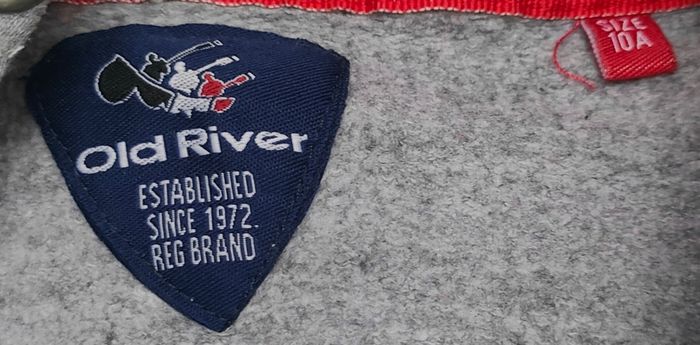 Old River
ESTABLISHED
SINCE 1972.
REG BRAND
SIZE
10A